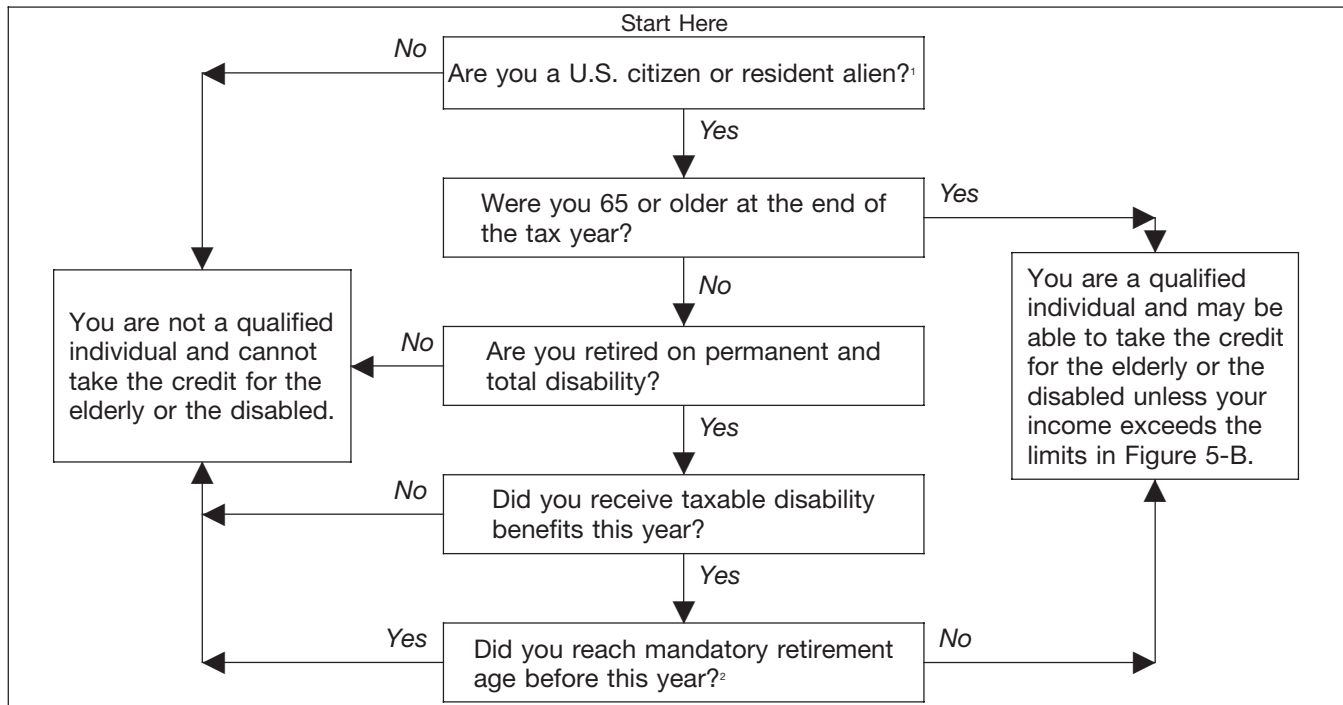 Start Here
No
Are you a U.S. citizen or resident alien?¹
Yes
Were you 65 or older at the end of
the tax year?
Yes
No
You are a qualified
individual and may be
able to take the credit
for the elderly or the
disabled unless your
income exceeds the
limits in Figure 5-B.
You are not a qualified
individual and cannot
take the credit for the
elderly or the disabled.
No
Are you retired on permanent and
total disability?
Yes
No
Did you receive taxable disability
benefits this year?
Yes
Yes
Did you reach mandatory retirement
age before this year?²
No